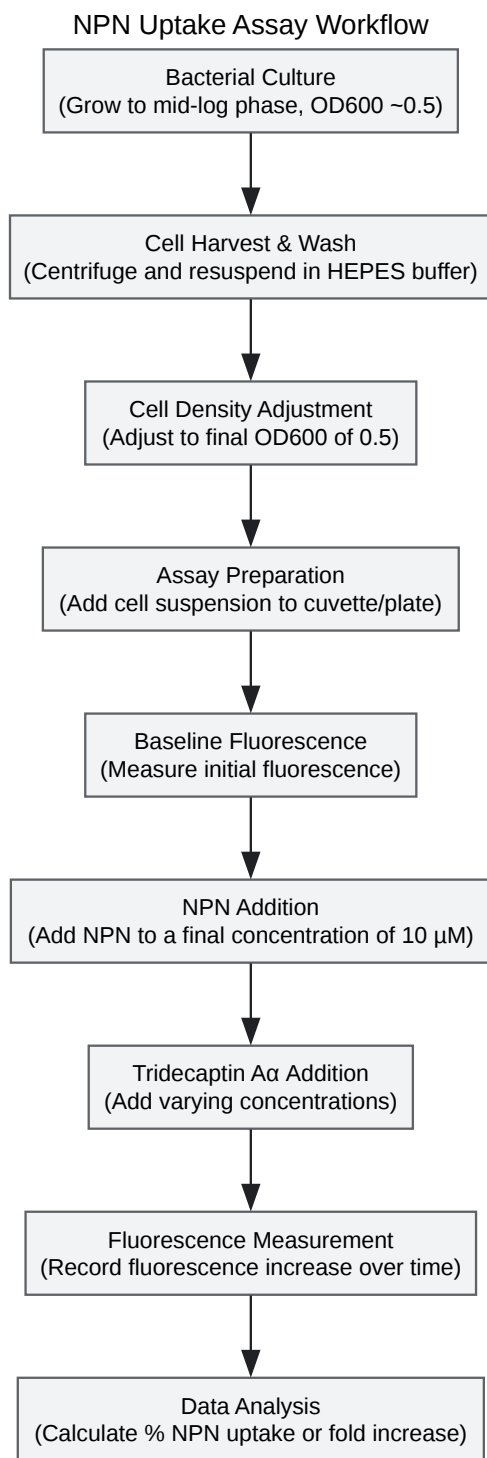 NPN Uptake Assay Workflow
Bacterial Culture
(Grow to mid-log phase, OD600 ~0.5)
Cell Harvest & Wash
(Centrifuge and resuspend in HEPES buffer)
Cell Density Adjustment
(Adjust to final OD600 of 0.5)
Assay Preparation
(Add cell suspension to cuvette/plate)
Baseline Fluorescence
(Measure initial fluorescence)
NPN Addition
(Add NPN to a final concentration of 10 µM)
Tridecaptin Aα Addition
(Add varying concentrations)
Fluorescence Measurement
(Record fluorescence increase over time)
Data Analysis
(Calculate % NPN uptake or fold increase)